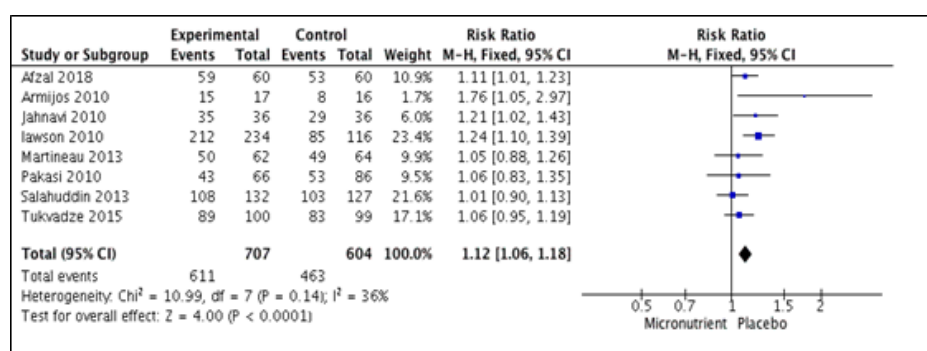 Experimental Control Risk Ratio Risk Ratio
Study or Subgroup Events Total Events Total Weight M-H, Fixed, 95% CI M-H, Fixed, 95% CI
Afzal 2018 59 60 53 60 10.9% 1.11 [1.01, 1.23]
Armijos 2010 15 17 8 16 1.7% 1.76 [1.05, 2.97]
Jahnavi 2010 35 36 29 36 6.0% 1.21 [1.02, 1.43]
lawson 2010 212 234 85 116 23.4% 1.24 [1.10, 1.39]
Martineau 2013 50 62 49 64 9.9% 1.05 [0.88, 1.26]
Pakasi 2010 43 66 53 86 9.5% 1.06 [0.83, 1.35]
Salahuddin 2013 108 132 103 127 21.6% 1.01 [0.90, 1.13]
Tukvadze 2015 89 100 83 99 17.1% 1.06 [0.95, 1.19]
Total (95% CI) 707 604 100.0% 1.12 [1.06, 1.18]
Total events 611 463
Heterogeneity: Chi² = 10.99, df = 7 (P = 0.14); I² = 36%
Test for overall effect: Z = 4.00 (P < 0.0001)
0.5 0.7 1 1.5 2
Micronutrient Placebo